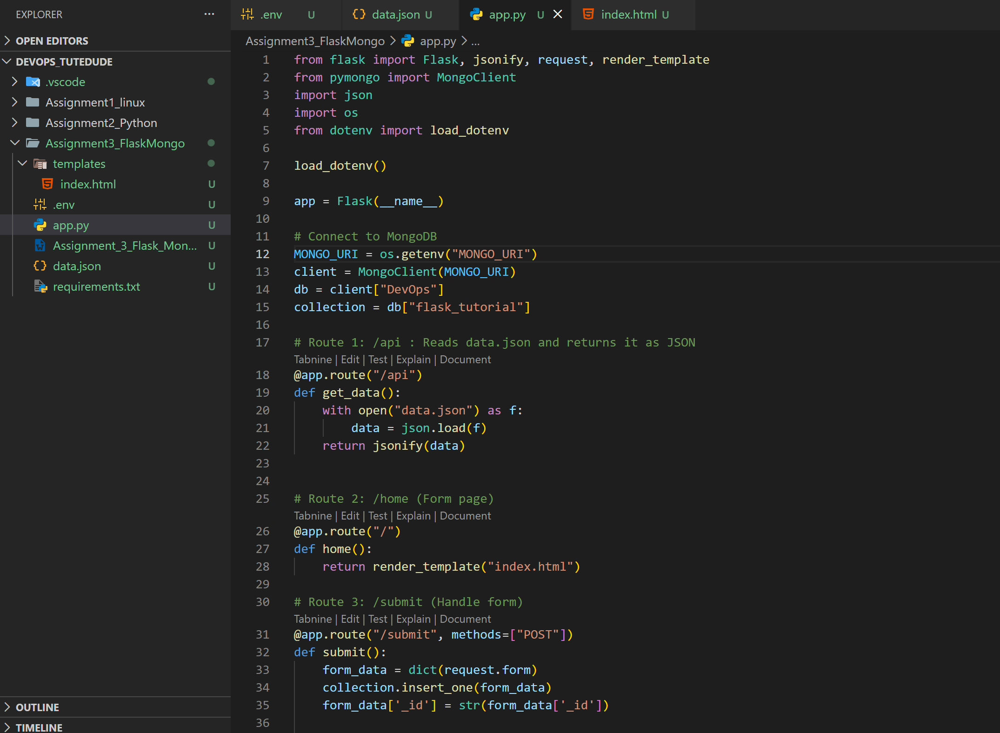 EXPLORER
OPEN EDITORS
DEVOPS_TUTEDUDE
.vscode
Assignment1_linux
Assignment2_Python
Assignment3_FlaskMongo
templates
index.html U
.env U
app.py U
Assignment_3_Flask_Mon... U
data.json U
requirements.txt U
OUTLINE
TIMELINE
.env U data.json U app.py U index.html U
Assignment3_FlaskMongo > app.py > ...
1 from flask import Flask, jsonify, request, render_template
2 from pymongo import MongoClient
3 import json
4 import os
5 from dotenv import load_dotenv
6
7 load_dotenv()
8
9 app = Flask(__name__)
10
11 # Connect to MongoDB
12 MONGO_URI = os.getenv("MONGO_URI")
13 client = MongoClient(MONGO_URI)
14 db = client["DevOps"]
15 collection = db["flask_tutorial"]
16
17 # Route 1: /api : Reads data.json and returns it as JSON
Tabnine | Edit | Test | Explain | Document
18 @app.route("/api")
19 def get_data():
20     with open("data.json") as f:
21         data = json.load(f)
22     return jsonify(data)
23
24
25 # Route 2: /home (Form page)
Tabnine | Edit | Test | Explain | Document
26 @app.route("/")
27 def home():
28     return render_template("index.html")
29
30 # Route 3: /submit (Handle form)
Tabnine | Edit | Test | Explain | Document
31 @app.route("/submit", methods=["POST"])
32 def submit():
33     form_data = dict(request.form)
34     collection.insert_one(form_data)
35     form_data['_id'] = str(form_data['_id'])
36